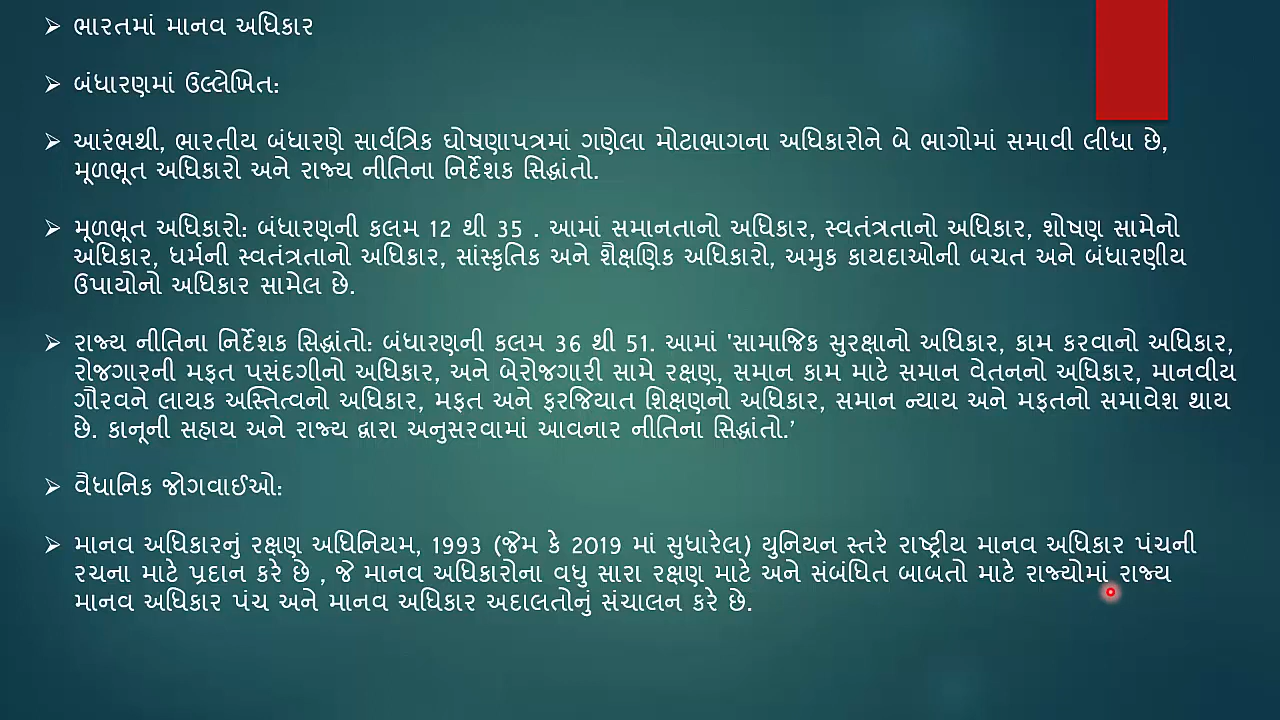 ભારતમાં માનવ અધિકાર
બંધારણમાં ઉલ્લેખિત:
આરંભથી, ભારતીય બંધારણે સાર્વત્રિક ઘોષણાપત્રમાં ગણેલા મોટાભાગના અધિકારોને બે ભાગોમાં સમાવી લીધા છે,
મૂળભૂત અધિકારો અને રાજ્ય નીતિના નિર્દેશક સિદ્ધાંતો.
મૂળભૂત અધિકારો: બંધારણની કલમ 12 થી 35 . આમાં સમાનતાનો અધિકાર, સ્વતંત્રતાનો અધિકાર, શોષણ સામેનો
અધિકાર, ધર્મની સ્વતંત્રતાનો અધિકાર, સાંસ્કૃતિક અને શૈક્ષણિક અધિકારો, અમુક કાયદાઓની બચત અને બંધારણીય
ઉપાયોનો અધિકાર સામેલ છે.
રાજ્ય નીતિના નિર્દેશક સિદ્ધાંતો: બંધારણની કલમ 36 થી 51. આમાં 'સામાજિક સુરક્ષાનો અધિકાર, કામ કરવાનો અધિકાર,
રોજગારની મફત પસંદગીનો અધિકાર, અને બેરોજગારી સામે રક્ષણ, સમાન કામ માટે સમાન વેતનનો અધિકાર, માનવીય
ગૌરવને લાયક અસ્તિત્વનો અધિકાર, મફત અને ફરજિયાત શિક્ષણનો અધિકાર, સમાન ન્યાય અને મફતનો સમાવેશ થાય
છે. કાનૂની સહાય અને રાજ્ય દ્વારા અનુસરવામાં આવનાર નીતિના સિદ્ધાંતો.’
વૈધાનિક જોગવાઈઓ:
માનવ અધિકારનું રક્ષણ અધિનિયમ, 1993 (જેમ કે 2019 માં સુધારેલ) યુનિયન સ્તરે રાષ્ટ્રીય માનવ અધિકાર પંચની
રચના માટે પ્રદાન કરે છે , જે માનવ અધિકારોના વધુ સારા રક્ષણ માટે અને સંબંધિત બાબતો માટે રાજ્યોમાં રાજ્ય
માનવ અધિકાર પંચ અને માનવ અધિકાર અદાલતોનું સંચાલન કરે છે.